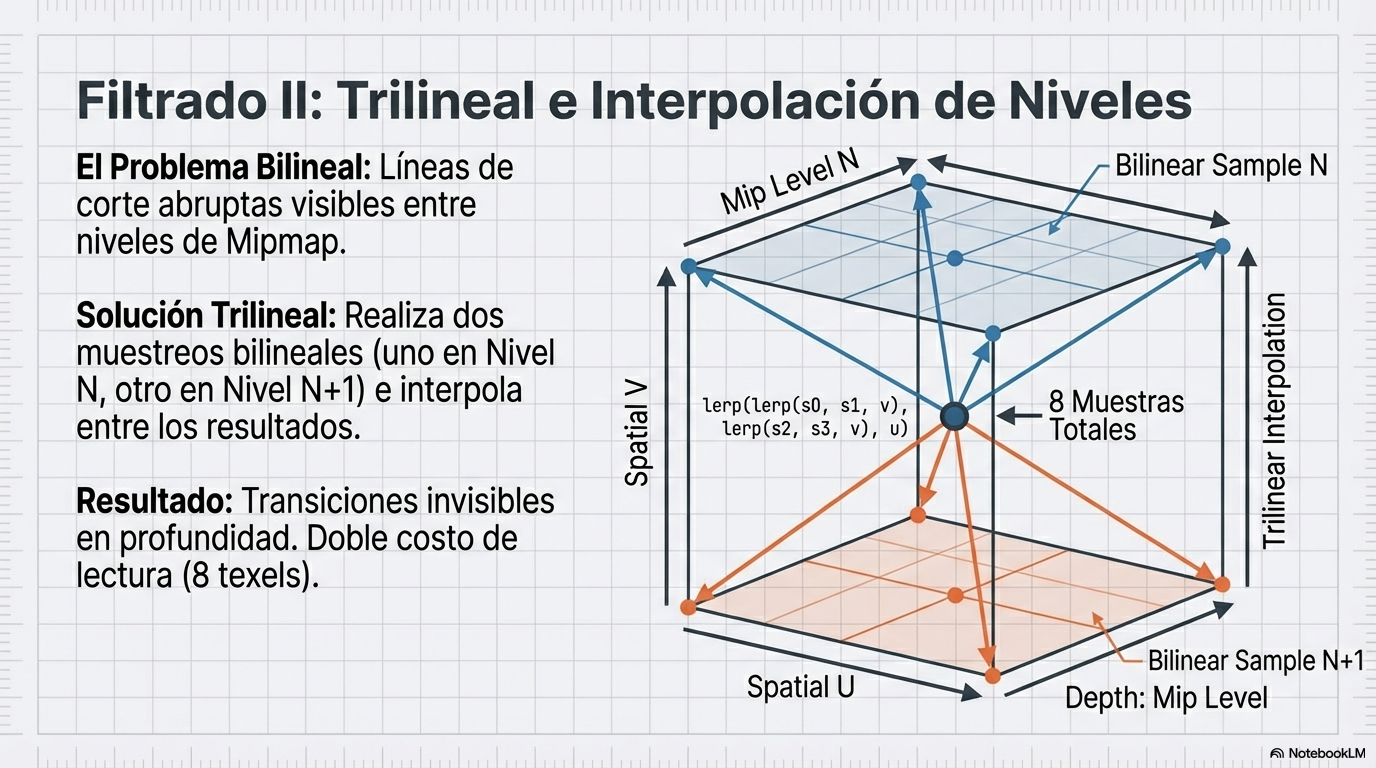 Filtrado II: Trilineal e Interpolación de Niveles
El Problema Bilineal: Líneas de
corte abruptas visibles entre
niveles de Mipmap.
Solución Trilineal: Realiza dos
muestreos bilineales (uno en Nivel
N, otro en Nivel N+1) e interpola
entre los resultados.
Resultado: Transiciones invisibles
en profundidad. Doble costo de
lectura (8 texels).
Mip Level N
Bilinear Sample N
Spatial V
lerp(lerp(s0, s1, v),
lerp(s2, s3, v), u)
8 Muestras
Totales
Trilinear Interpolation
Bilinear Sample N+1
Spatial U
Depth: Mip Level
NotebookLM